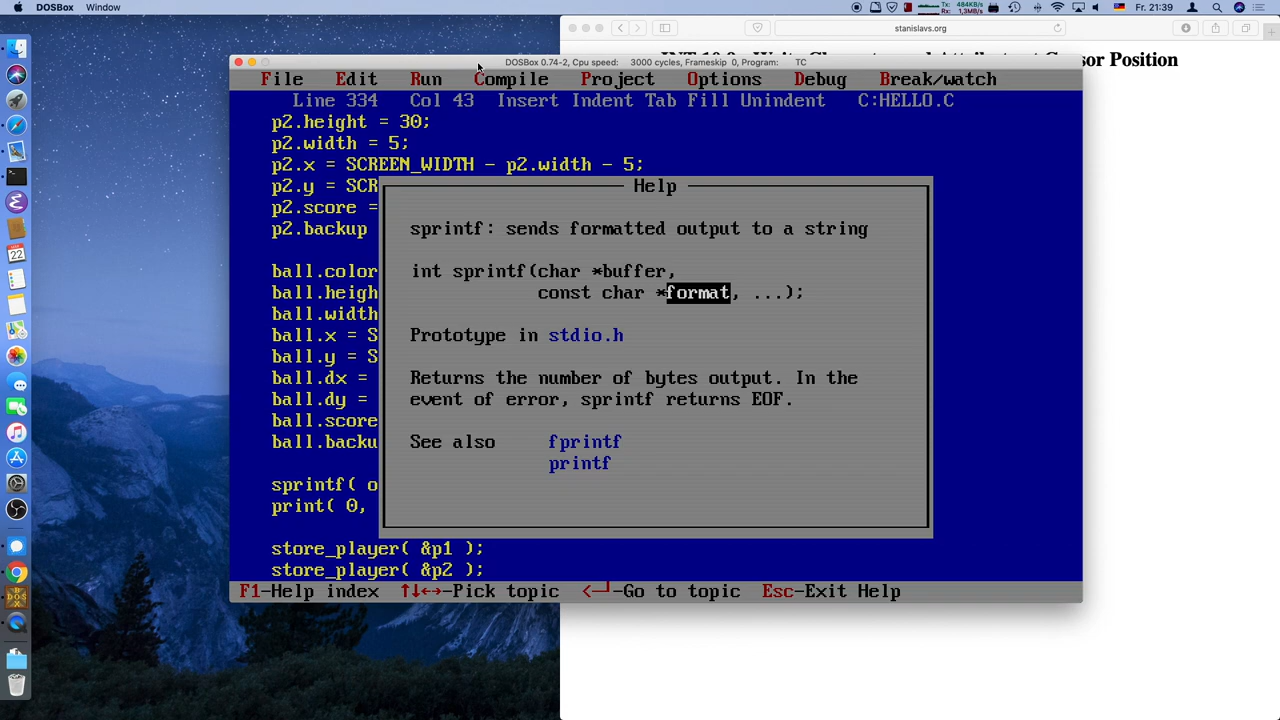 DOSBox Window
Tx: 484KB/s
Rx: 1,3MB/s
Fr. 21:39
stanislavs.org
sor Position
DOSBox 0.74-2, Cpu speed: 3000 cycles, Frameskip 0, Program: TC
File Edit Run Compile Project Options Debug Break/watch
Line 334 Col 43 Insert Indent Tab Fill Unindent C:HELLO.C
p2.height = 30;
p2.width = 5;
p2.x = SCREEN_WIDTH - p2.width - 5;
p2.y = SCR
p2.score =
p2.backup
ball.color
ball.heigh
ball.width
ball.x = S
ball.y = S
ball.dx =
ball.dy =
ball.score
ball.backu
sprintf( o
print( 0,
store_player( &p1 );
store_player( &p2 );
Help
sprintf: sends formatted output to a string
int sprintf(char *buffer,
const char *format, ...);
Prototype in stdio.h
Returns the number of bytes output. In the
event of error, sprintf returns EOF.
See also fprintf
printf
F1-Help index ↑↓←→-Pick topic <─┘-Go to topic Esc-Exit Help
22